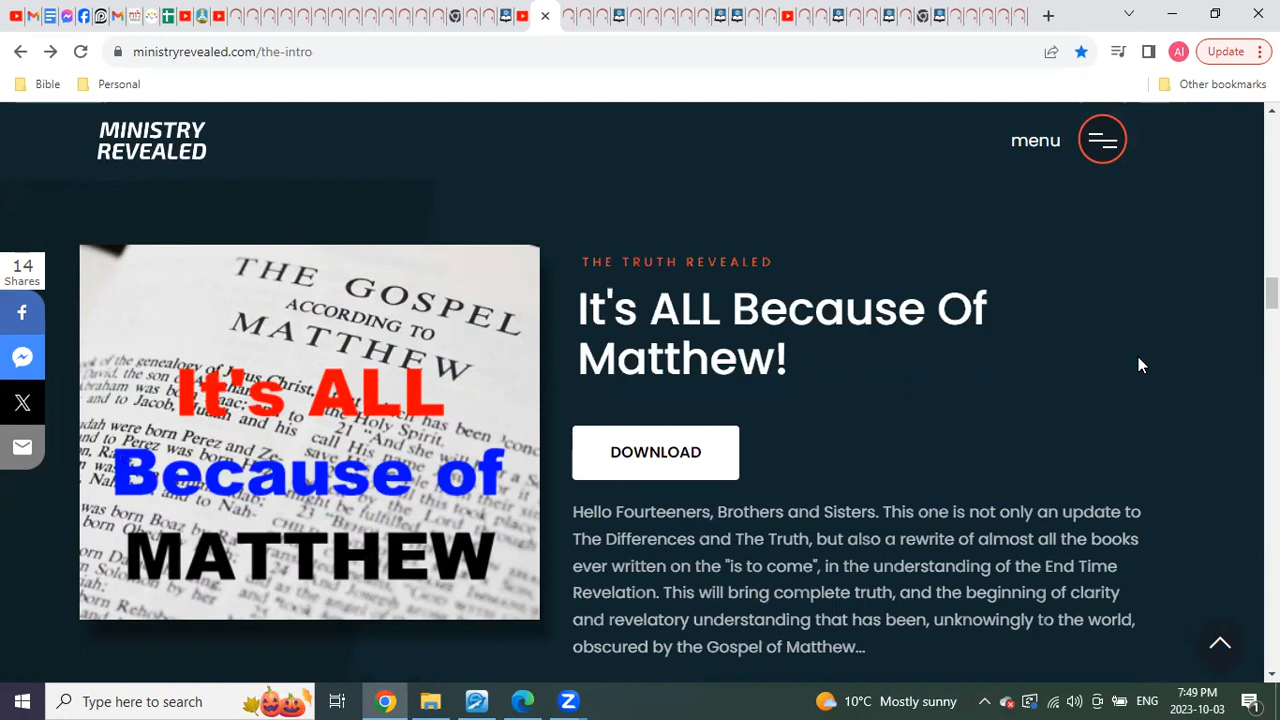 ministryrevealed.com/the-intro
Update
Bible
Personal
Other bookmarks
MINISTRY
REVEALED
menu
14
Shares
THE GOSPEL
ACCORDING TO
MATTHEW
It's ALL
Because of
MATTHEW
THE TRUTH REVEALED
It's ALL Because Of
Matthew!
DOWNLOAD
Hello Fourteeners, Brothers and Sisters. This one is not only an update to
The Differences and The Truth, but also a rewrite of almost all the books
ever written on the "is to come", in the understanding of the End Time
Revelation. This will bring complete truth, and the beginning of clarity
and revelatory understanding that has been, unknowingly to the world,
obscured by the Gospel of Matthew...
Type here to search
10°C Mostly sunny
ENG
7:49 PM
2023-10-03